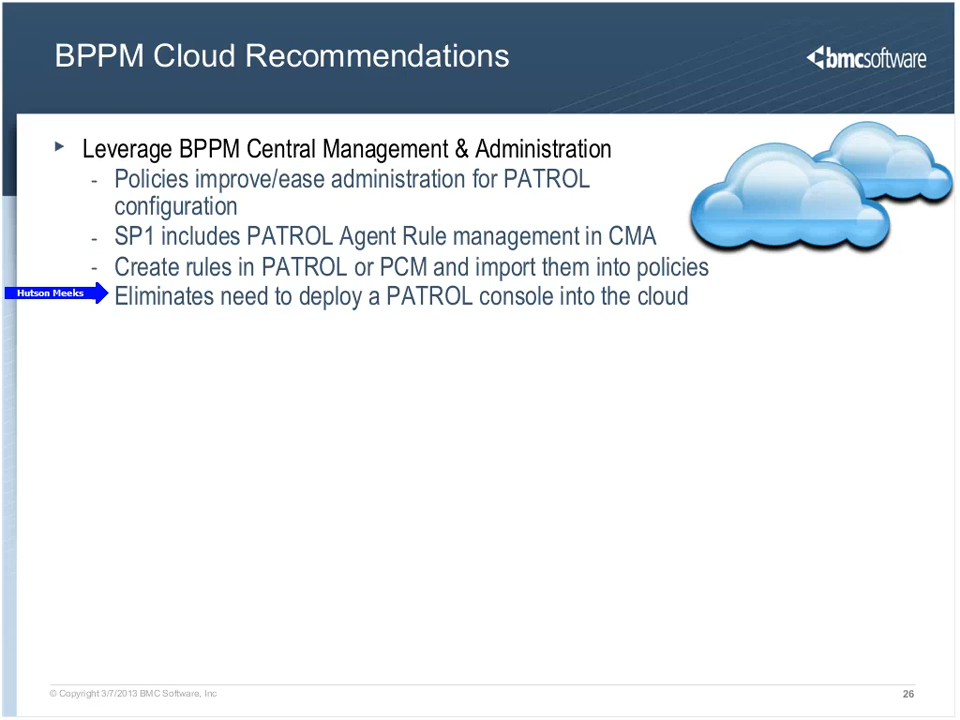 BPPM Cloud Recommendations
bmcsoftware
Leverage BPPM Central Management & Administration
- Policies improve/ease administration for PATROL
configuration
- SP1 includes PATROL Agent Rule management in CMA
- Create rules in PATROL or PCM and import them into policies
Hutson Meeks
Eliminates need to deploy a PATROL console into the cloud
© Copyright 3/7/2013 BMC Software, Inc
26